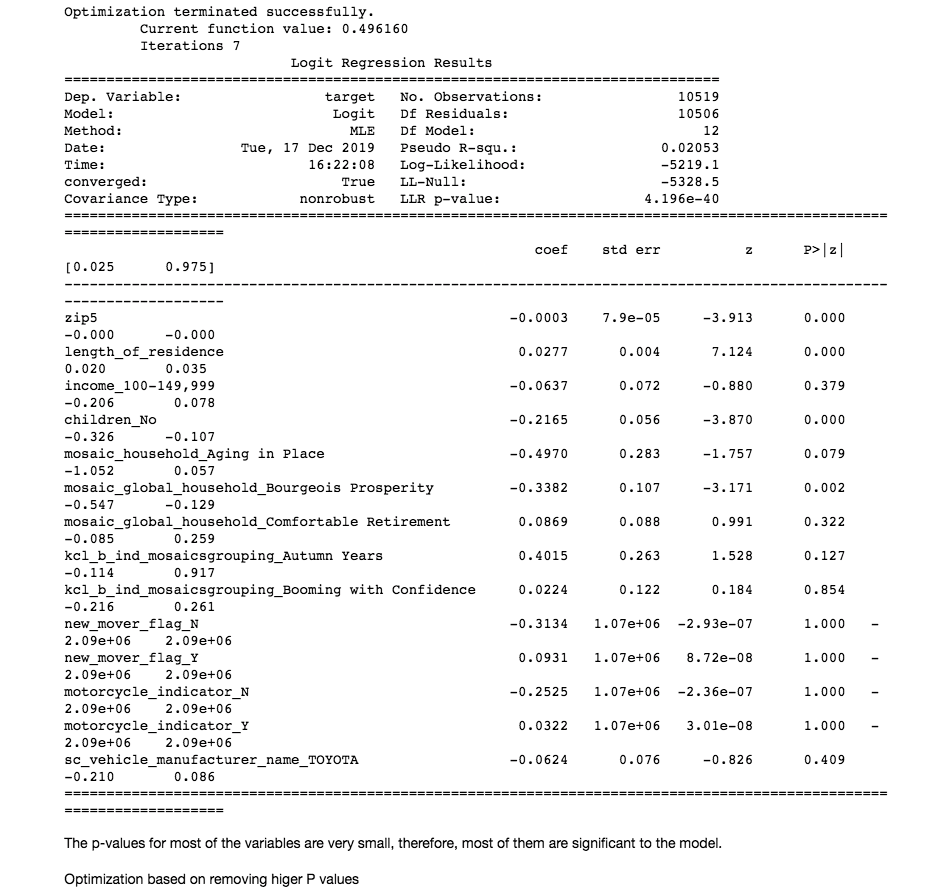 Optimization terminated successfully.
Current function value: 0.496160
Iterations 7
Logit Regression Results
==============================================================================
Dep. Variable: target No. Observations: 10519
Model: Logit Df Residuals: 10506
Method: MLE Df Model: 12
Date: Tue, 17 Dec 2019 Pseudo R-squ.: 0.02053
Time: 16:22:08 Log-Likelihood: -5219.1
converged: True LL-Null: -5328.5
Covariance Type: nonrobust LLR p-value: 4.196e-40
==================================================================================================
===================
coef std err z P>|z|
[0.025 0.975]
--------------------------------------------------------------------------------------------------
-------------------
zip5 -0.0003 7.9e-05 -3.913 0.000
-0.000 -0.000
length_of_residence 0.0277 0.004 7.124 0.000
0.020 0.035
income_100-149,999 -0.0637 0.072 -0.880 0.379
-0.206 0.078
children_No -0.2165 0.056 -3.870 0.000
-0.326 -0.107
mosaic_household_Aging in Place -0.4970 0.283 -1.757 0.079
-1.052 0.057
mosaic_global_household_Bourgeois Prosperity -0.3382 0.107 -3.171 0.002
-0.547 -0.129
mosaic_global_household_Comfortable Retirement 0.0869 0.088 0.991 0.322
-0.085 0.259
kcl_b_ind_mosaicsgrouping_Autumn Years 0.4015 0.263 1.528 0.127
-0.114 0.917
kcl_b_ind_mosaicsgrouping_Booming with Confidence 0.0224 0.122 0.184 0.854
-0.216 0.261
new_mover_flag_N -0.3134 1.07e+06 -2.93e-07 1.000 -
2.09e+06 2.09e+06
new_mover_flag_Y 0.0931 1.07e+06 8.72e-08 1.000 -
2.09e+06 2.09e+06
motorcycle_indicator_N -0.2525 1.07e+06 -2.36e-07 1.000 -
2.09e+06 2.09e+06
motorcycle_indicator_Y 0.0322 1.07e+06 3.01e-08 1.000 -
2.09e+06 2.09e+06
sc_vehicle_manufacturer_name_TOYOTA -0.0624 0.076 -0.826 0.409
-0.210 0.086
==================================================================================================
===================
The p-values for most of the variables are very small, therefore, most of them are significant to the model.
Optimization based on removing higer P values